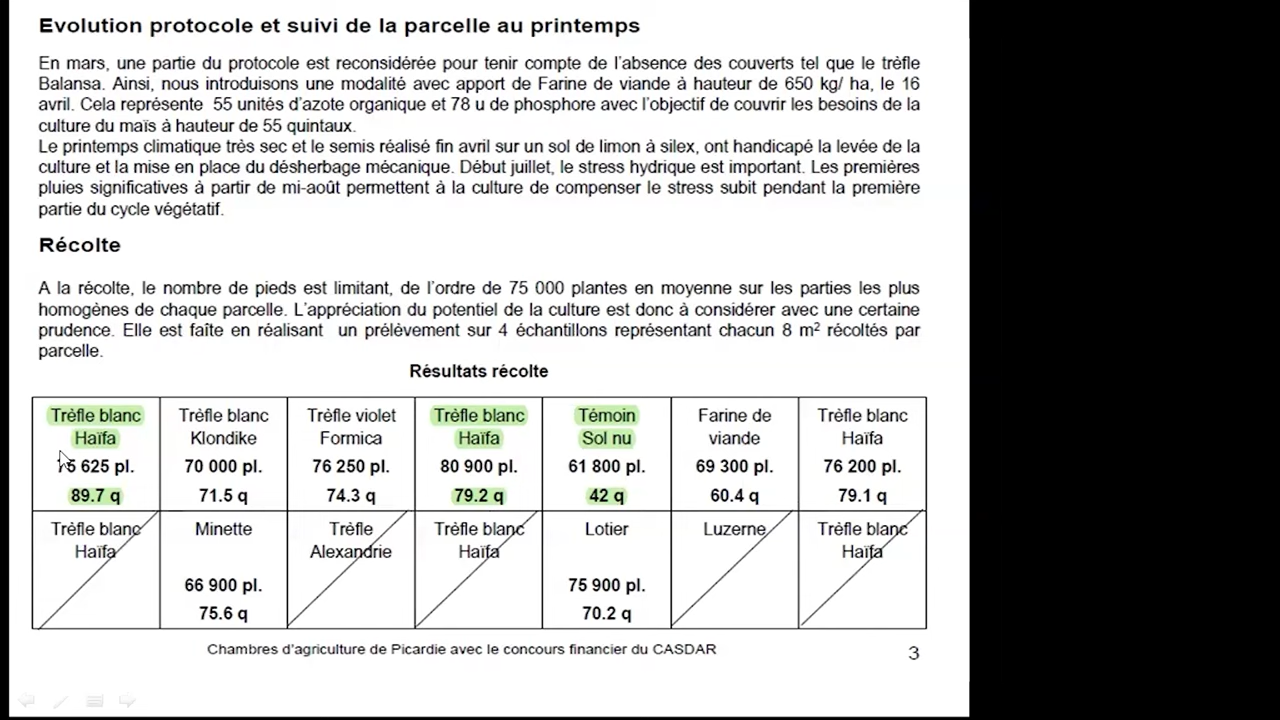 Evolution protocole et suivi de la parcelle au printemps
En mars, une partie du protocole est reconsidérée pour tenir compte de l'absence des couverts tel que le trèfle
Balansa. Ainsi, nous introduisons une modalité avec apport de Farine de viande à hauteur de 650 kg/ ha, le 16
avril. Cela représente 55 unités d'azote organique et 78 u de phosphore avec l'objectif de couvrir les besoins de la
culture du maïs à hauteur de 55 quintaux.
Le printemps climatique très sec et le semis réalisé fin avril sur un sol de limon à silex, ont handicapé la levée de la
culture et la mise en place du désherbage mécanique. Début juillet, le stress hydrique est important. Les premières
pluies significatives à partir de mi-août permettent à la culture de compenser le stress subit pendant la première
partie du cycle végétatif.
Récolte
A la récolte, le nombre de pieds est limitant, de l'ordre de 75 000 plantes en moyenne sur les parties les plus
homogènes de chaque parcelle. L'appréciation du potentiel de la culture est donc à considérer avec une certaine
prudence. Elle est faîte en réalisant un prélèvement sur 4 échantillons représentant chacun 8 m² récoltés par
parcelle.
Résultats récolte
Trèfle blanc Trèfle blanc Trèfle violet Trèfle blanc Témoin Farine de Trèfle blanc
Haïfa Klondike Formica Haïfa Sol nu viande Haïfa
75 625 pl. 70 000 pl. 76 250 pl. 80 900 pl. 61 800 pl. 69 300 pl. 76 200 pl.
89.7 q 71.5 q 74.3 q 79.2 q 42 q 60.4 q 79.1 q
Trèfle blanc Minette Trèfle Trèfle blanc Lotier Luzerne Trèfle blanc
Haïfa Alexandrie Haïfa Haïfa
66 900 pl. 75 900 pl.
75.6 q 70.2 q
Chambres d'agriculture de Picardie avec le concours financier du CASDAR
3